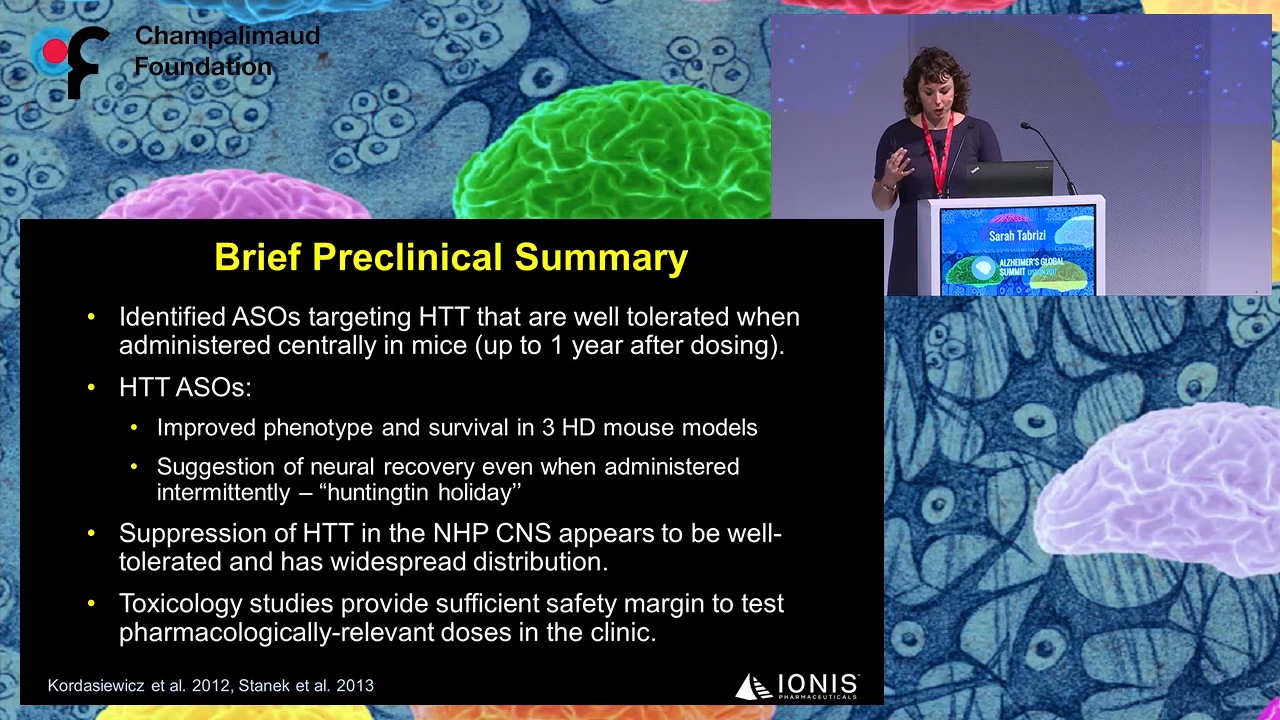 Champalimaud
Foundation
Sarah Tabrizi
ALZHEIMER'S GLOBAL
SUMMIT LISBON 2017
Brief Preclinical Summary
• Identified ASOs targeting HTT that are well tolerated when
administered centrally in mice (up to 1 year after dosing).
• HTT ASOs:
• Improved phenotype and survival in 3 HD mouse models
• Suggestion of neural recovery even when administered
intermittently – “huntingtin holiday’’
• Suppression of HTT in the NHP CNS appears to be well-
tolerated and has widespread distribution.
• Toxicology studies provide sufficient safety margin to test
pharmacologically-relevant doses in the clinic.
Kordasiewicz et al. 2012, Stanek et al. 2013
IONIS
PHARMACEUTICALS